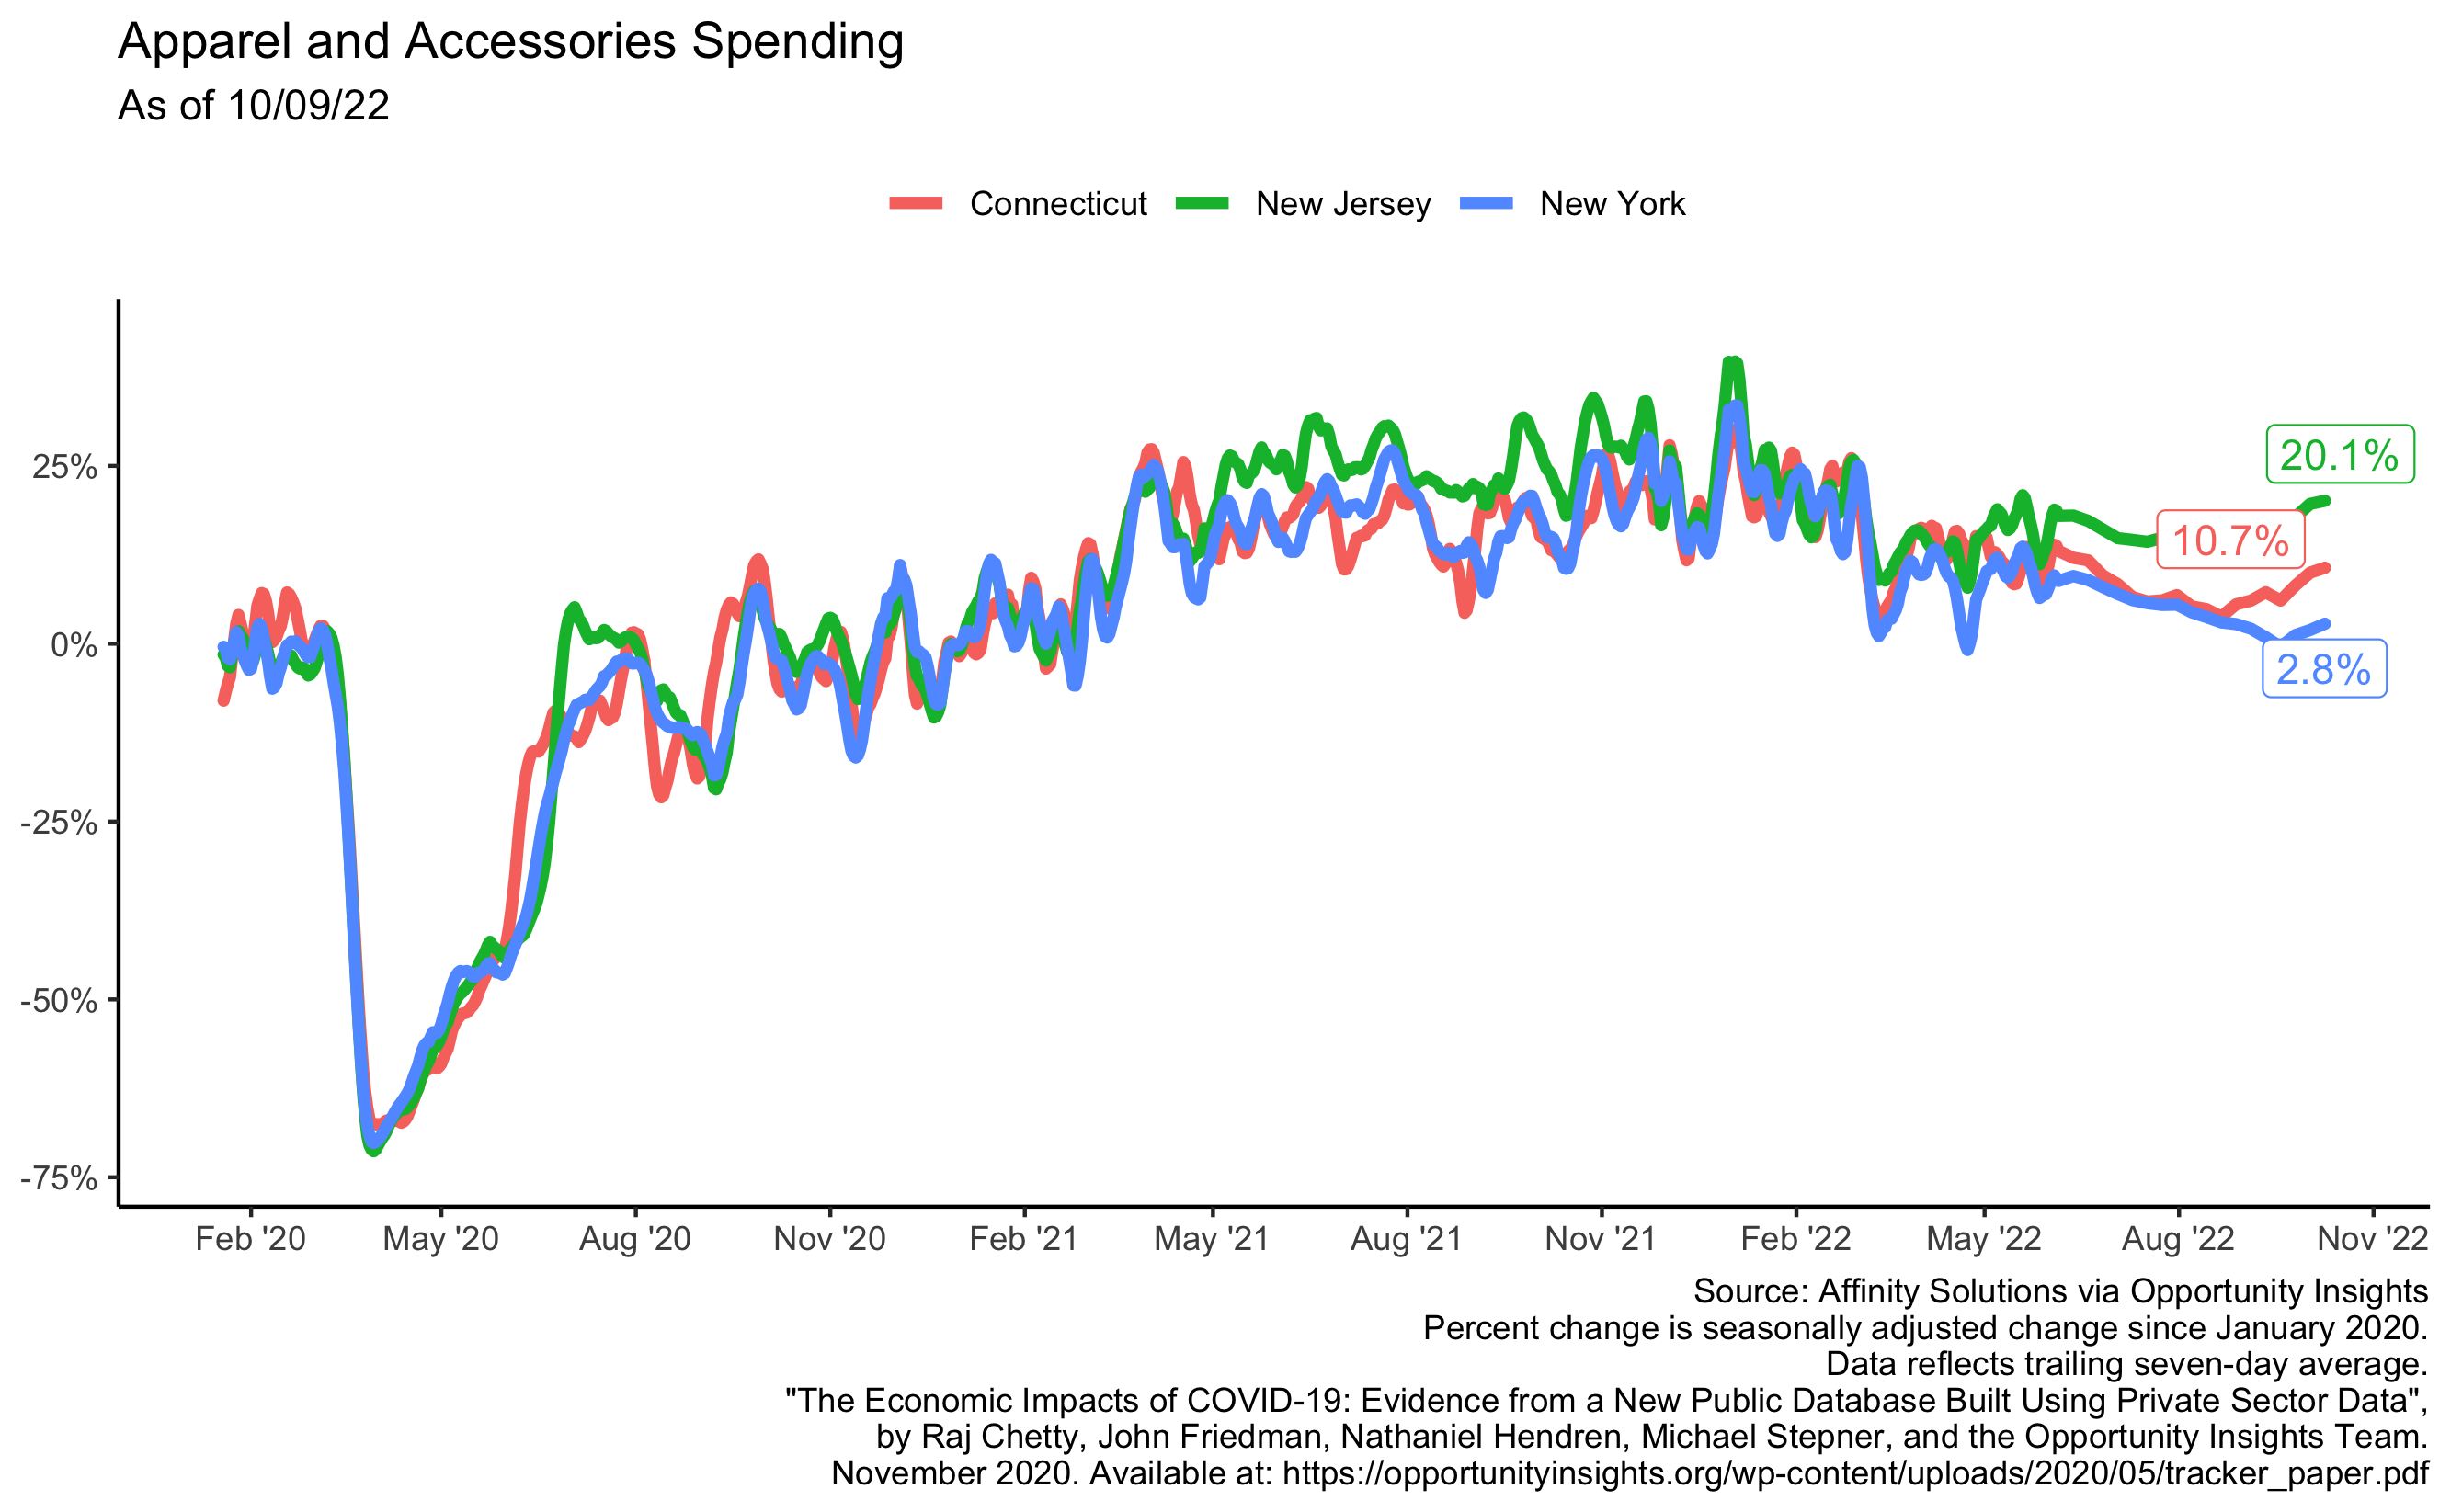 Apparel and Accessories Spending
As of 10/09/22
Connecticut New Jersey New York
25%
0%
-25%
-50%
-75%
20.1%
10.7%
2.8%
Feb '20 May '20 Aug '20 Nov '20 Feb '21 May '21 Aug '21 Nov '21 Feb '22 May '22 Aug '22 Nov '22
Source: Affinity Solutions via Opportunity Insights
Percent change is seasonally adjusted change since January 2020.
Data reflects trailing seven-day average.
"The Economic Impacts of COVID-19: Evidence from a New Public Database Built Using Private Sector Data",
by Raj Chetty, John Friedman, Nathaniel Hendren, Michael Stepner, and the Opportunity Insights Team.
November 2020. Available at: https://opportunityinsights.org/wp-content/uploads/2020/05/tracker_paper.pdf